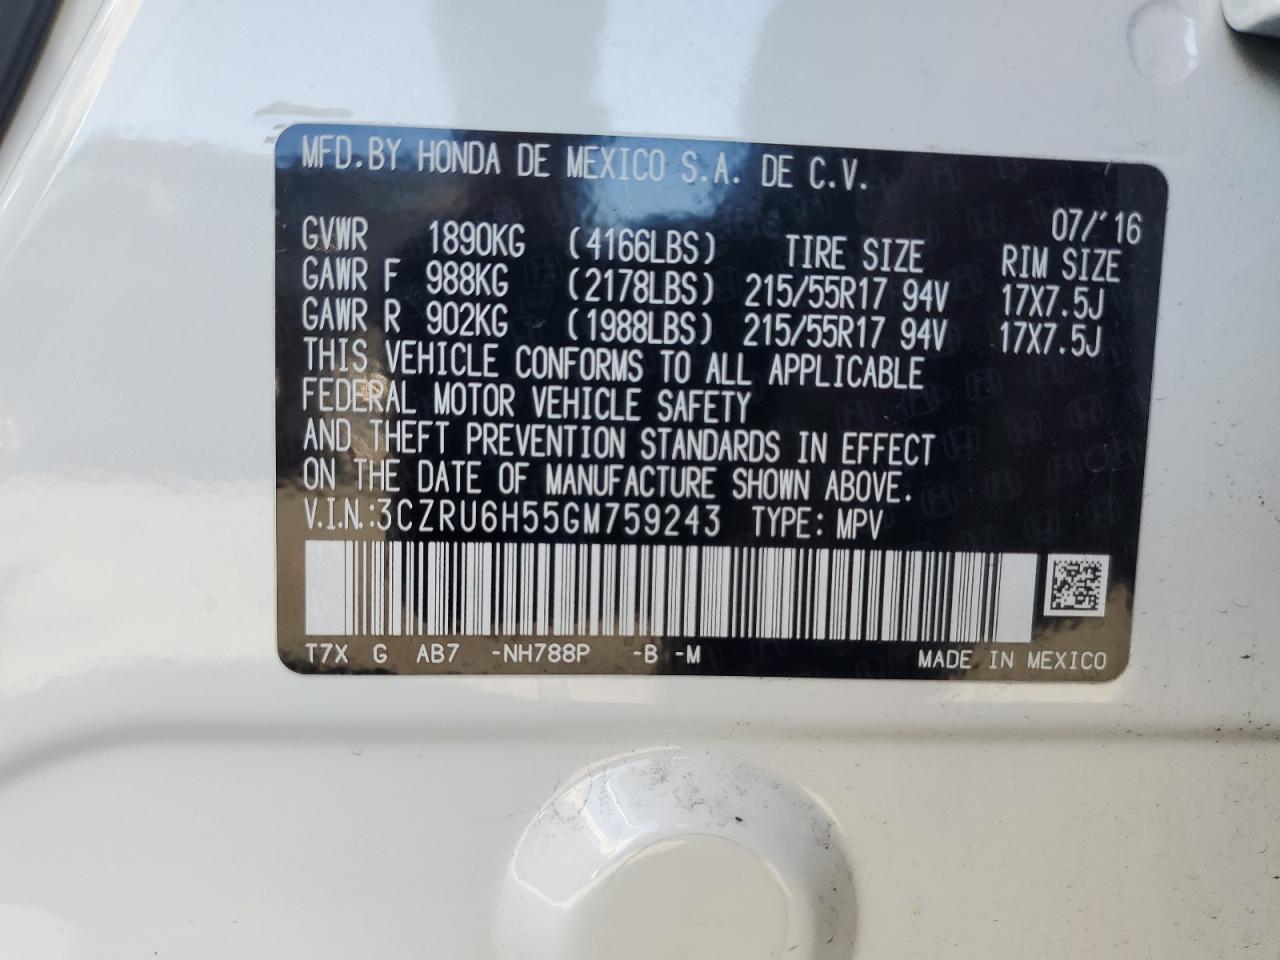 MFD.BY HONDA DE MEXICO S.A. DE C.V.
07/'16
GVWR 1890KG (4166LBS) TIRE SIZE RIM SIZE
GAWR F 988KG (2178LBS) 215/55R17 94V 17X7.5J
GAWR R 902KG (1988LBS) 215/55R17 94V 17X7.5J
THIS VEHICLE CONFORMS TO ALL APPLICABLE
FEDERAL MOTOR VEHICLE SAFETY
AND THEFT PREVENTION STANDARDS IN EFFECT
ON THE DATE OF MANUFACTURE SHOWN ABOVE.
V.I.N.:3CZRU6H55GM759243 TYPE: MPV
T7X G AB7 -NH788P -B -M MADE IN MEXICO